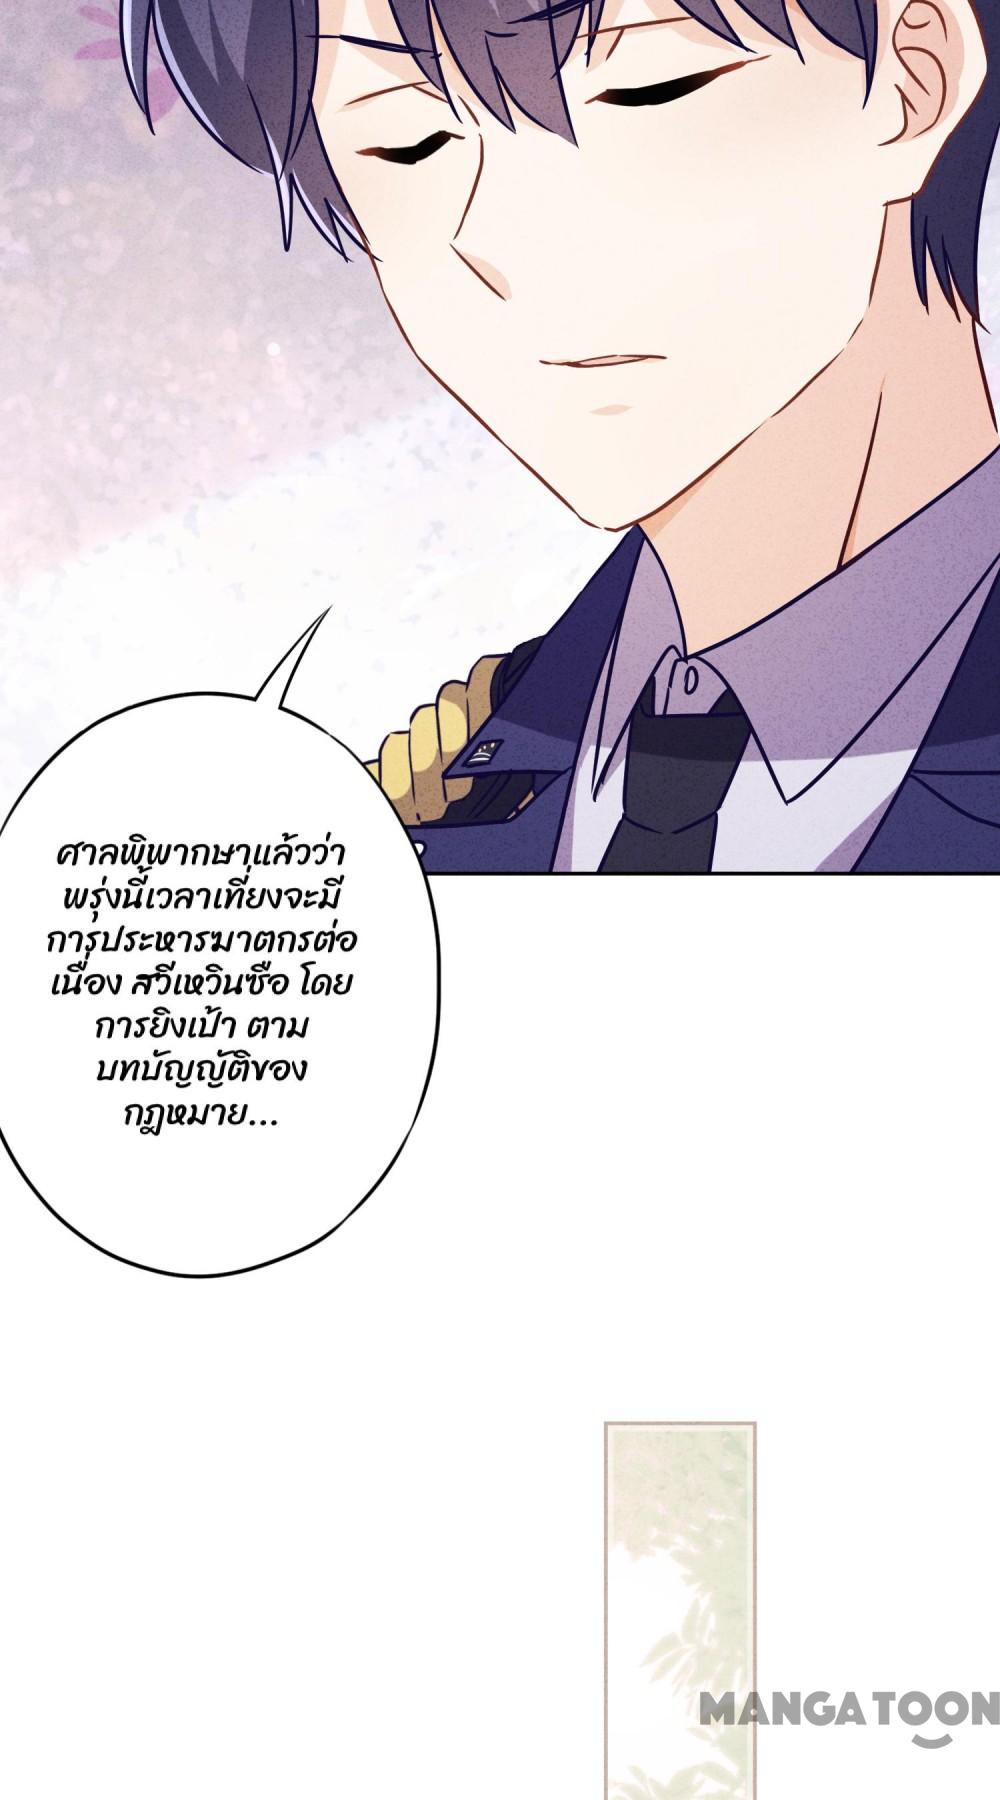 ศาลพิพากษาแล้วว่า
พรุ่งนี้เวลาเที่ยงจะมี
การประหารฆาตกรต่อ
เนื่อง สวีเหวินซือ โดย
การยิงเป้า ตาม
บทบัญญัติของ
กฎหมาย...
MANGATOON